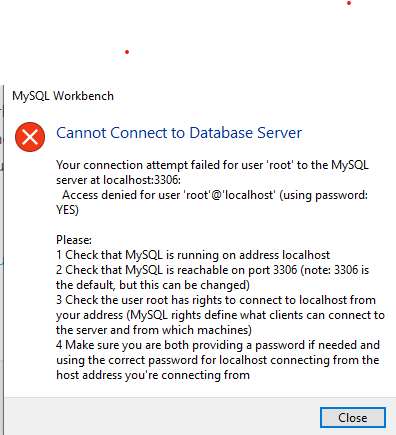 MySQL Workbench
Cannot Connect to Database Server
Your connection attempt failed for user 'root' to the MySQL
server at localhost:3306:
Access denied for user 'root'@'localhost' (using password:
YES)
Please:
1 Check that MySQL is running on address localhost
2 Check that MySQL is reachable on port 3306 (note: 3306 is
the default, but this can be changed)
3 Check the user root has rights to connect to localhost from
your address (MySQL rights define what clients can connect to
the server and from which machines)
4 Make sure you are both providing a password if needed and
using the correct password for localhost connecting from the
host address you're connecting from
Close